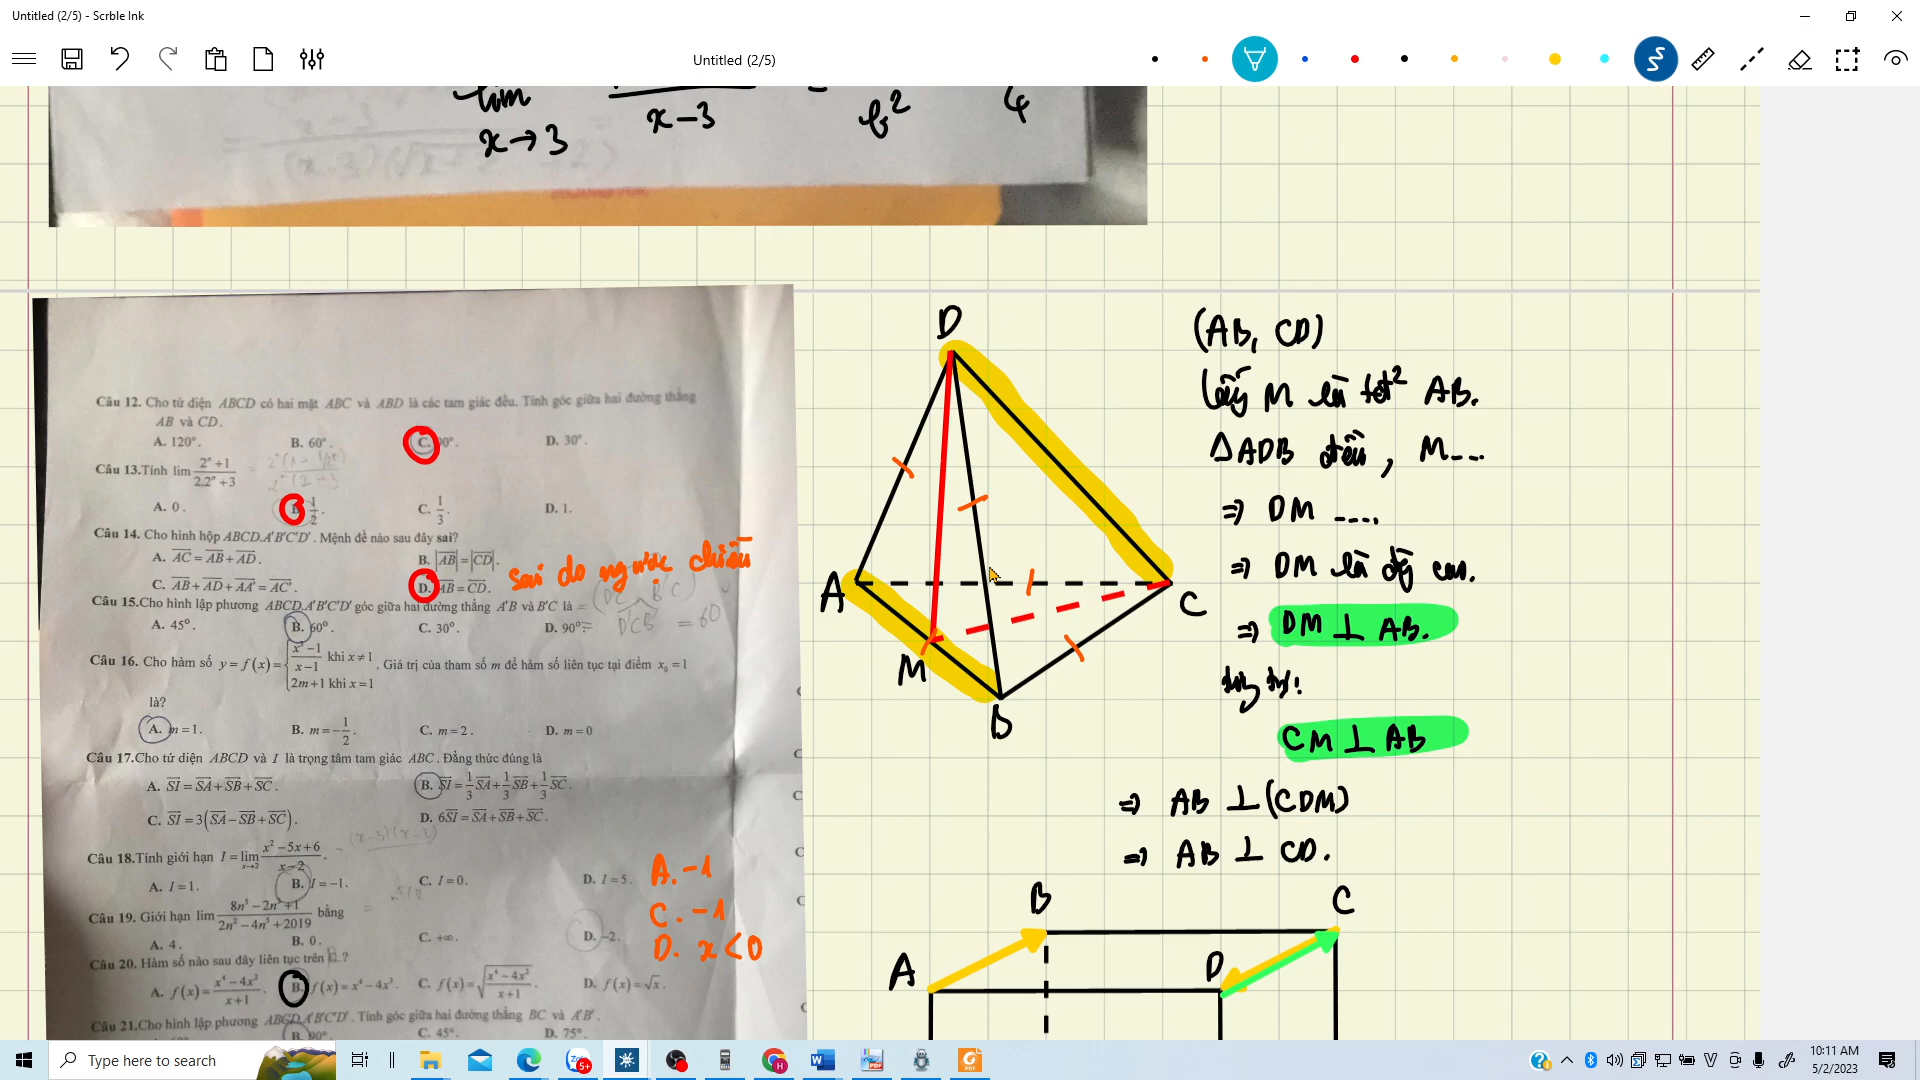 Untitled (2/5) - Scrble Ink
Untitled (2/5)
lim
x→3
x-3
b²
4
Câu 12. Cho tứ diện ABCD có hai mặt ABC và ABD là các tam giác đều. Tính góc giữa hai đường thẳng
AB và CD.
A. 120°. B. 60°. C. 90°. D. 30°.
Câu 13.Tính lim (2ⁿ+1)/(2.2ⁿ+3)
A. 0. 1/2. C. 1/3. D. 1.
Câu 14. Cho hình hộp ABCD.A'B'C'D'. Mệnh đề nào sau đây sai?
A. AC = AB + AD. B. |AB| = |CD|.
C. AB + AD + AA' = AC'. D. AB = CD. sai do ngược chiều
Câu 15.Cho hình lập phương ABCD.A'B'C'D' góc giữa hai đường thẳng A'B và B'C là
A. 45°. B. 60°. C. 30°. D. 90°.
= 60
Câu 16. Cho hàm số y = f(x) = { (x²-1)/(x-1) khi x ≠ 1 ; 2m+1 khi x = 1. Giá trị của tham số m để hàm số liên tục tại điểm x₀ = 1
là?
A. m = 1. B. m = -1/2. C. m = 2. D. m = 0
Câu 17.Cho tứ diện ABCD và I là trọng tâm tam giác ABC. Đẳng thức đúng là
A. SI = SA + SB + SC. B. SI = 1/3 SA + 1/3 SB + 1/3 SC.
C. SI = 3(SA - SB + SC). D. 6SI = SA + SB + SC.
Câu 18.Tính giới hạn I = lim x→2 (x²-5x+6)/(x-2).
A. I = 1. B. I = -1. C. I = 0. D. I = 5.
Câu 19. Giới hạn lim (8n⁵-2n³+1)/(2n²-4n⁵+2019) bằng
A. 4. B. 0. C. +∞. D. -2.
Câu 20. Hàm số nào sau đây liên tục trên ?
A. f(x) = (x⁴-4x²)/(x+1). f(x) = x⁴-4x². C. f(x) = √((x⁴-4x²)/(x+1)). D. f(x) = √x.
Câu 21.Cho hình lập phương ABCD.A'B'C'D'. Tính góc giữa hai đường thẳng BC và A'B'.
B. 90°. C. 45°. D. 75°.
A. -1
C. -1
D. x<0
D
A
C
M
B
(AB, CD)
lấy M là tđ² AB.
ΔADB đều, M...
⇒ DM ....
⇒ DM là đg cao.
⇒ DM ⊥ AB.
tương tự:
CM ⊥ AB
⇒ AB ⊥ (CDM)
⇒ AB ⊥ CD.
B
C
A
D
Type here to search
10:11 AM
5/2/2023